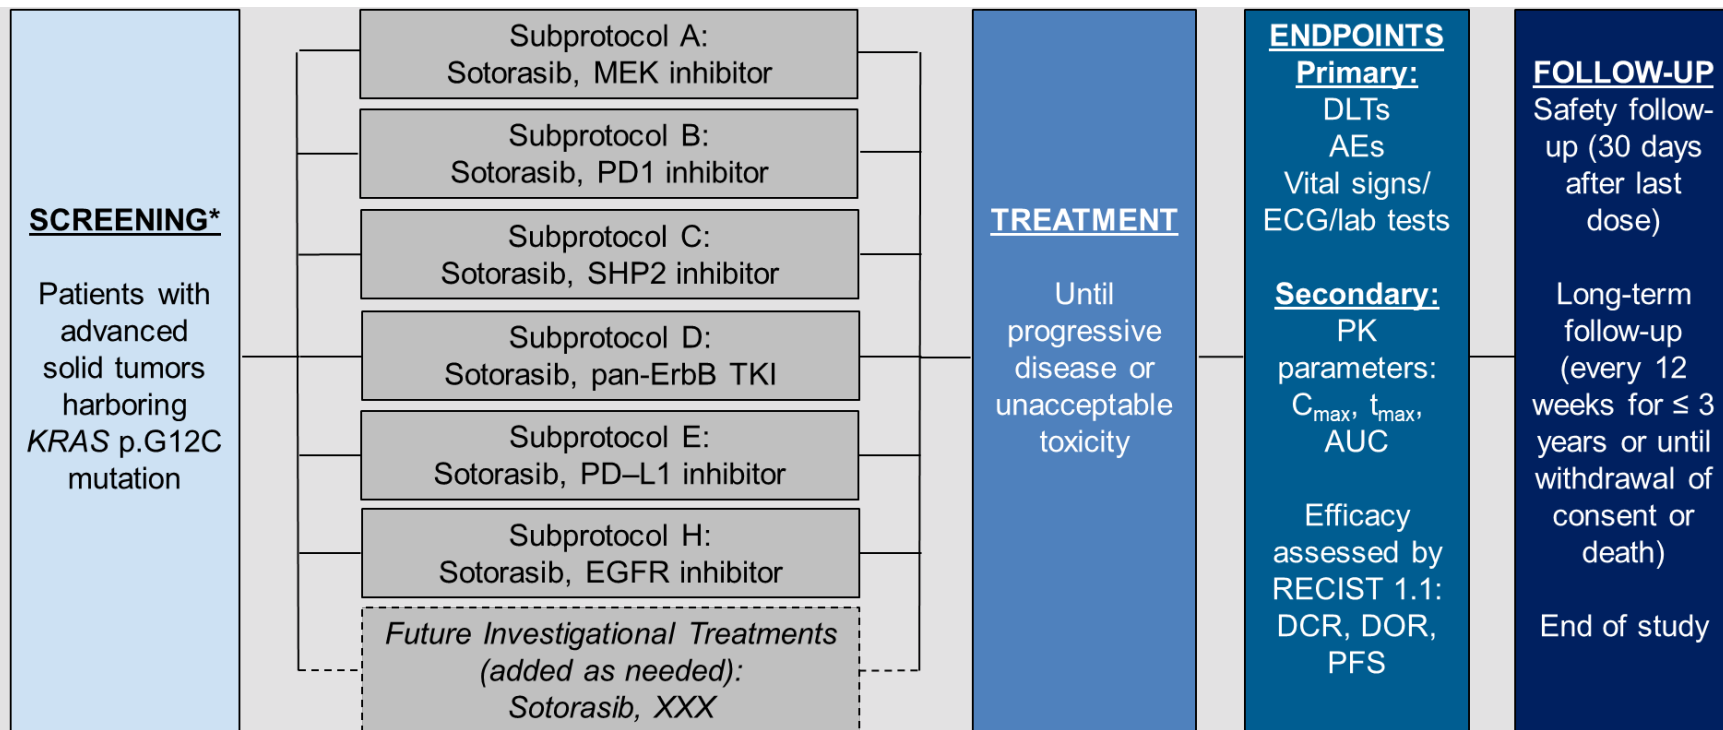 SCREENING*
Patients with
advanced
solid tumors
harboring
KRAS p.G12C
mutation
Subprotocol A:
Sotorasib, MEK inhibitor
Subprotocol B:
Sotorasib, PD1 inhibitor
Subprotocol C:
Sotorasib, SHP2 inhibitor
Subprotocol D:
Sotorasib, pan-ErbB TKI
Subprotocol E:
Sotorasib, PD–L1 inhibitor
Subprotocol H:
Sotorasib, EGFR inhibitor
Future Investigational Treatments
(added as needed):
Sotorasib, XXX
TREATMENT
Until
progressive
disease or
unacceptable
toxicity
ENDPOINTS
Primary:
DLTs
AEs
Vital signs/
ECG/lab tests
Secondary:
PK
parameters:
Cmax, tmax,
AUC
Efficacy
assessed by
RECIST 1.1:
DCR, DOR,
PFS
FOLLOW-UP
Safety follow-
up (30 days
after last
dose)
Long-term
follow-up
(every 12
weeks for ≤ 3
years or until
withdrawal of
consent or
death)
End of study